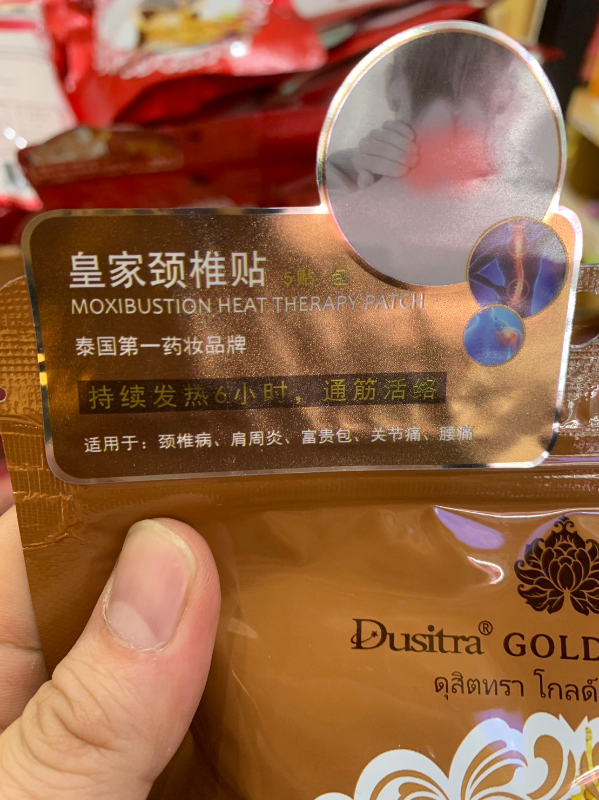 皇家颈椎贴 5贴/包
MOXIBUSTION HEAT THERAPY PATCH
泰国第一药妆品牌
持续发热6小时，通筋活络
适用于：颈椎病、肩周炎、富贵包、关节痛、腰痛
Dusitra® GOLD
ดุสิตทรา โกลด์